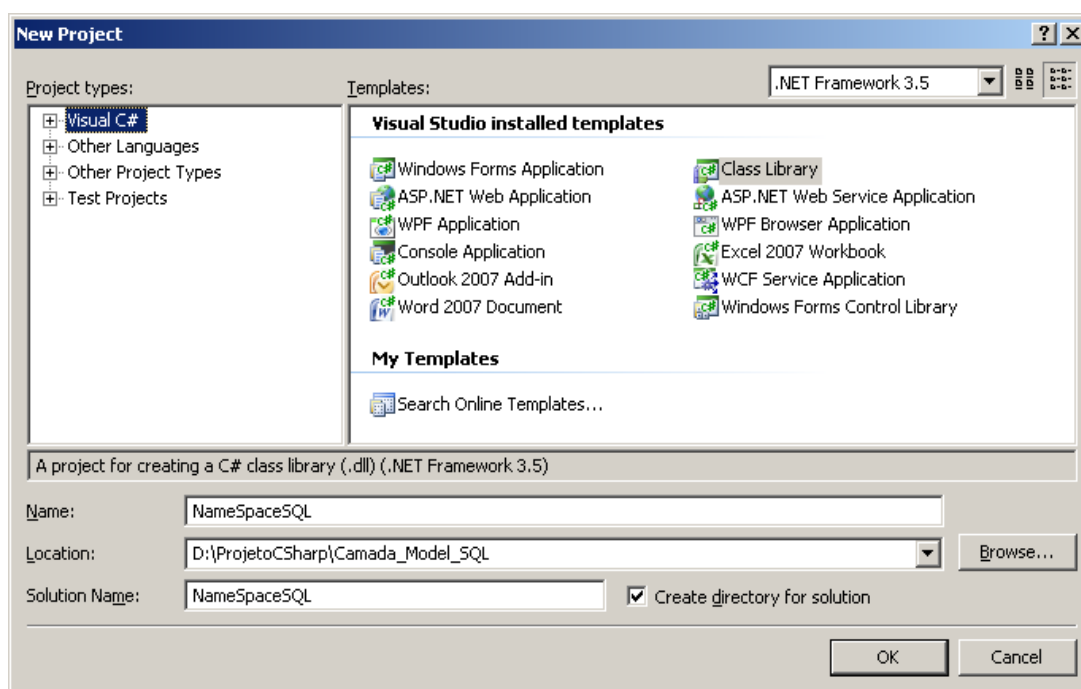 New Project
Project types:
Templates:
.NET Framework 3.5
Visual C#
Other Languages
Other Project Types
Test Projects
Visual Studio installed templates
Windows Forms Application
Class Library
ASP.NET Web Application
ASP.NET Web Service Application
WPF Application
WPF Browser Application
Console Application
Excel 2007 Workbook
Outlook 2007 Add-in
WCF Service Application
Word 2007 Document
Windows Forms Control Library
My Templates
Search Online Templates...
A project for creating a C# class library (.dll) (.NET Framework 3.5)
Name:
NameSpaceSQL
Location:
D:\ProjetoCSharp\Camada_Model_SQL
Browse...
Solution Name:
NameSpaceSQL
Create directory for solution
OK
Cancel